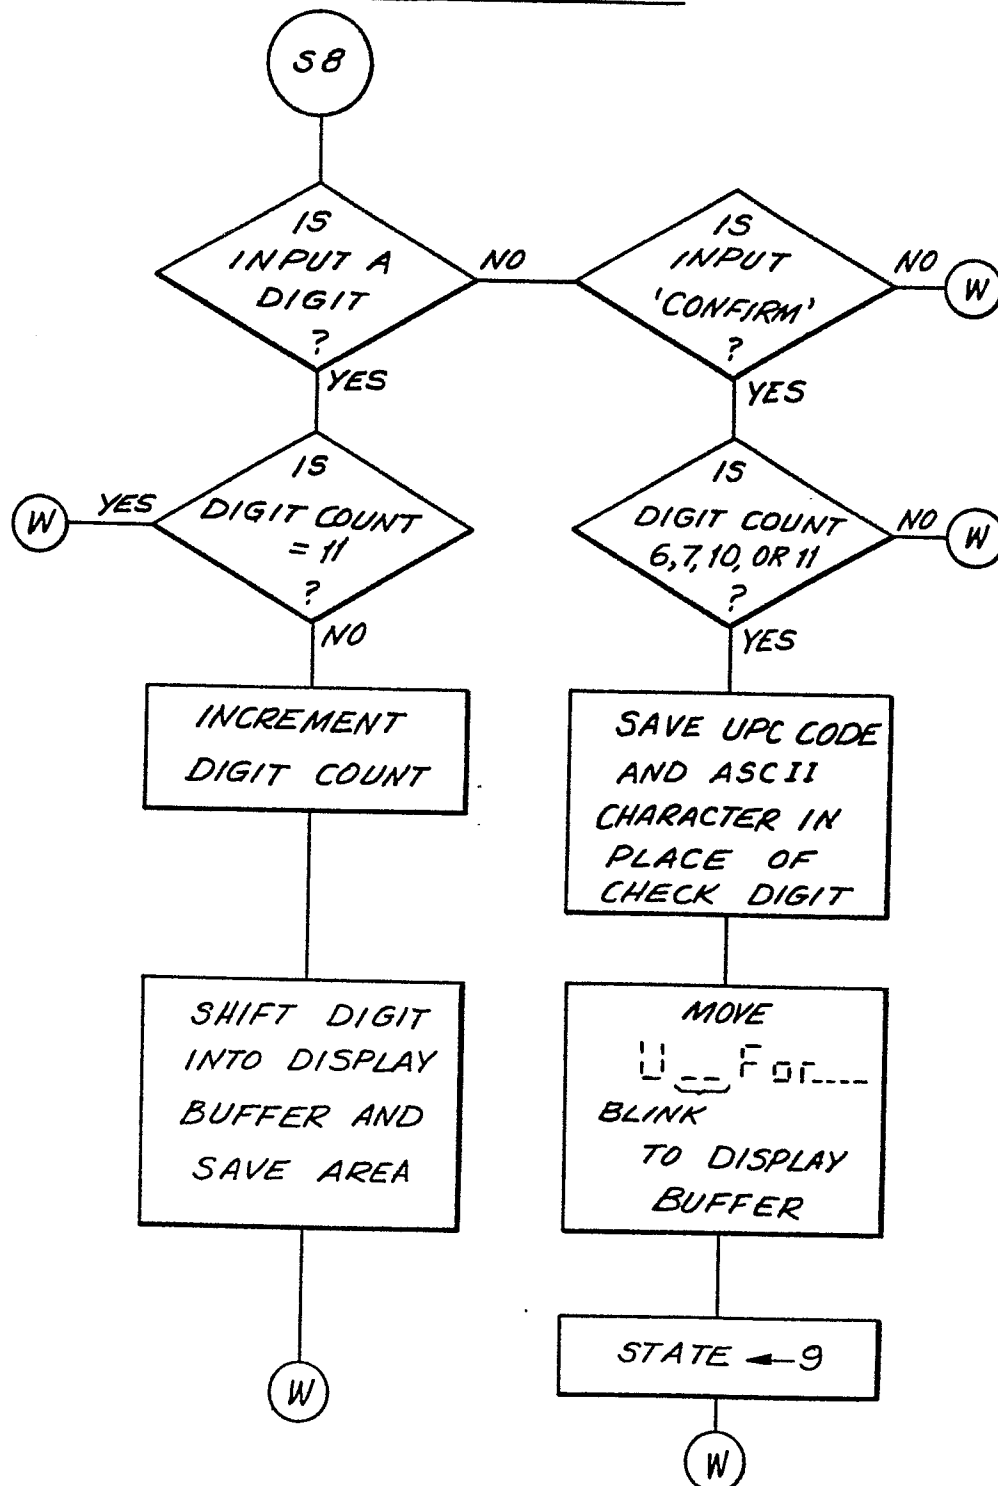 S8
IS
INPUT A
DIGIT
?
NO
YES
IS
INPUT
'CONFIRM'
?
NO
W
YES
IS
DIGIT COUNT
= 11
?
YES
W
NO
IS
DIGIT COUNT
6, 7, 10, OR 11
?
NO
W
YES
INCREMENT
DIGIT COUNT
SHIFT DIGIT
INTO DISPLAY
BUFFER AND
SAVE AREA
W
SAVE UPC CODE
AND ASCII
CHARACTER IN
PLACE OF
CHECK DIGIT
MOVE
U__For____
BLINK
TO DISPLAY
BUFFER
STATE ← 9
W